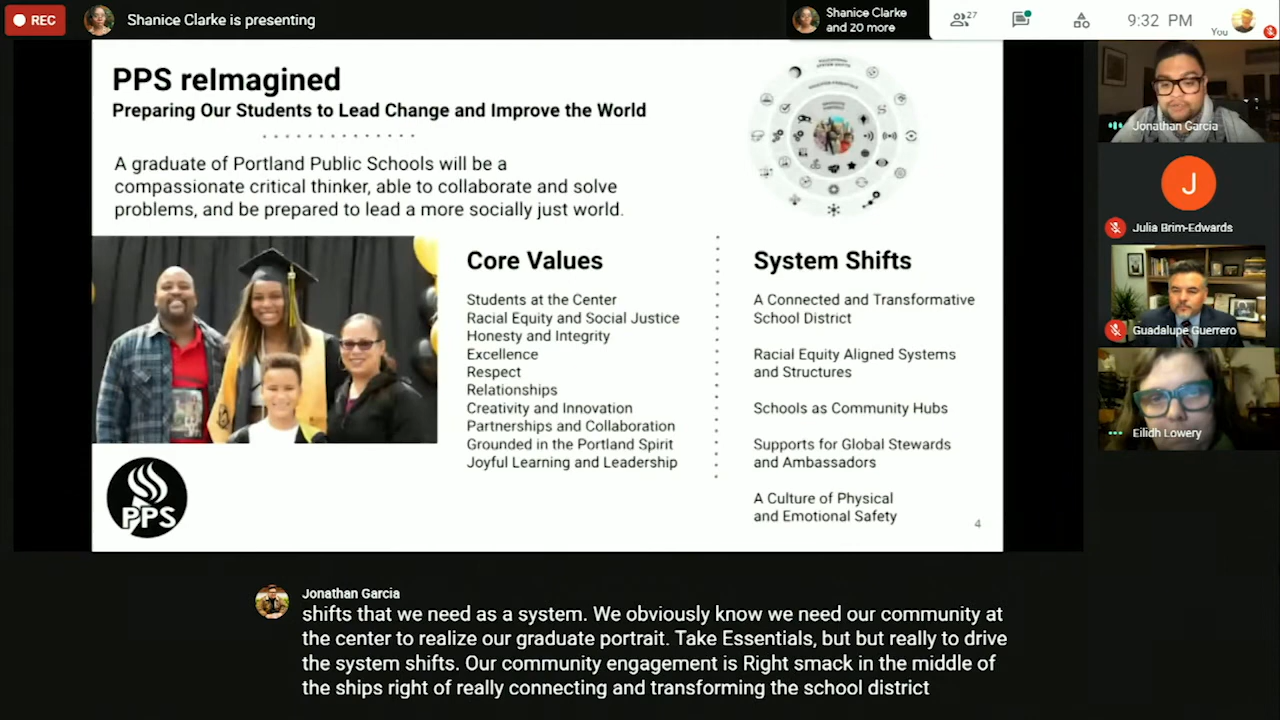 REC
Shanice Clarke is presenting
Shanice Clarke
and 20 more
27
9:32 PM
You
PPS reImagined
Preparing Our Students to Lead Change and Improve the World
A graduate of Portland Public Schools will be a
compassionate critical thinker, able to collaborate and solve
problems, and be prepared to lead a more socially just world.
Core Values
Students at the Center
Racial Equity and Social Justice
Honesty and Integrity
Excellence
Respect
Relationships
Creativity and Innovation
Partnerships and Collaboration
Grounded in the Portland Spirit
Joyful Learning and Leadership
System Shifts
A Connected and Transformative
School District
Racial Equity Aligned Systems
and Structures
Schools as Community Hubs
Supports for Global Stewards
and Ambassadors
A Culture of Physical
and Emotional Safety
4
PPS
Jonathan Garcia
J
Julia Brim-Edwards
Guadalupe Guerrero
Eilidh Lowery
Jonathan Garcia
shifts that we need as a system. We obviously know we need our community at
the center to realize our graduate portrait. Take Essentials, but but really to drive
the system shifts. Our community engagement is Right smack in the middle of
the ships right of really connecting and transforming the school district